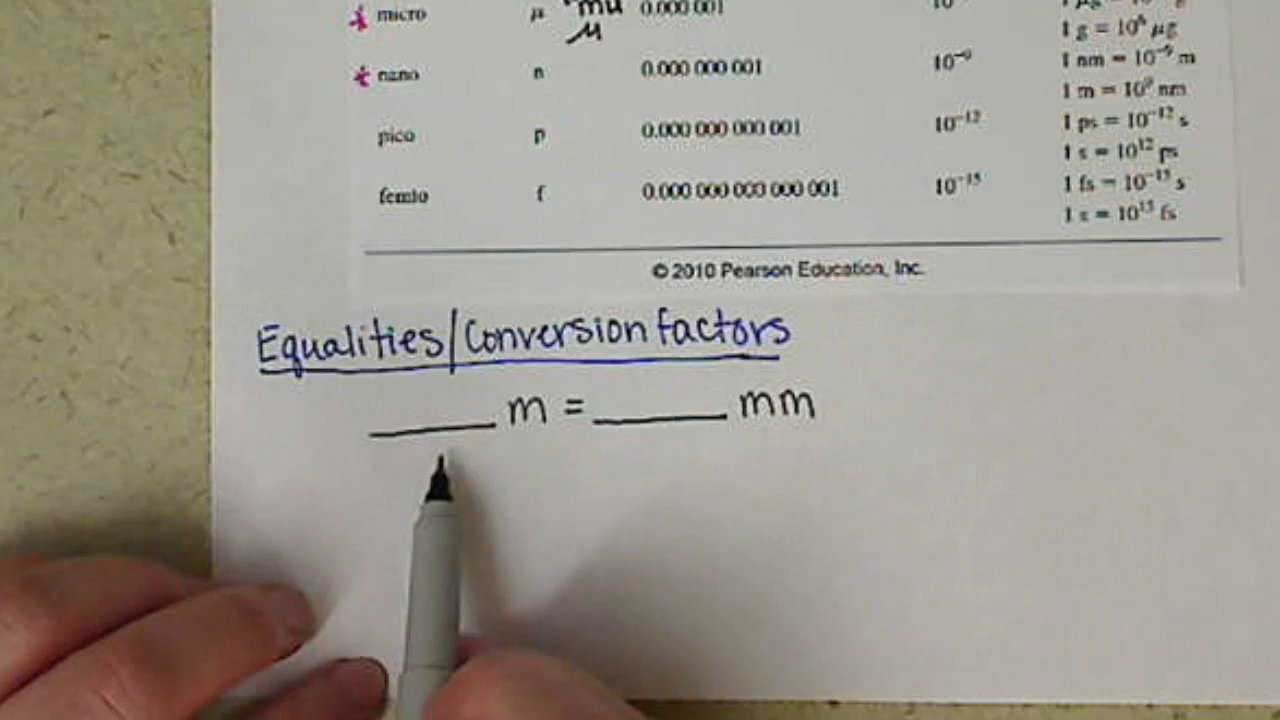 micro μ "mu 0.000 001
μ 1 g = 10⁶ μg
nano n 0.000 000 001 10⁻⁹ 1 nm = 10⁻⁹ m
1 m = 10⁹ nm
pico p 0.000 000 000 001 10⁻¹² 1 ps = 10⁻¹² s
1 s = 10¹² ps
femto f 0.000 000 000 000 001 10⁻¹⁵ 1 fs = 10⁻¹⁵ s
1 s = 10¹⁵ fs
© 2010 Pearson Education, Inc.
Equalities/Conversion factors
_____ m = _____ mm